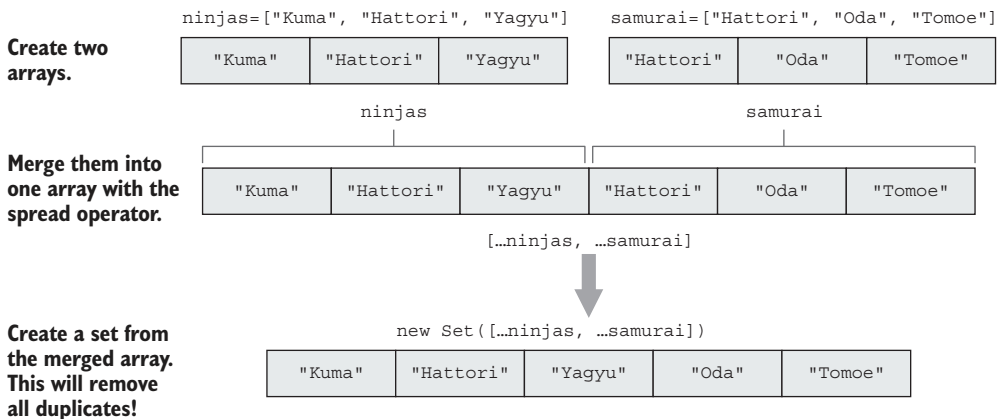 ninjas=["Kuma", "Hattori", "Yagyu"]
samurai=["Hattori", "Oda", "Tomoe"]
Create two
arrays.
"Kuma" "Hattori" "Yagyu"
"Hattori" "Oda" "Tomoe"
ninjas
samurai
Merge them into
one array with the
spread operator.
"Kuma" "Hattori" "Yagyu" "Hattori" "Oda" "Tomoe"
[…ninjas, …samurai]
Create a set from
the merged array.
This will remove
all duplicates!
new Set([…ninjas, …samurai])
"Kuma" "Hattori" "Yagyu" "Oda" "Tomoe"